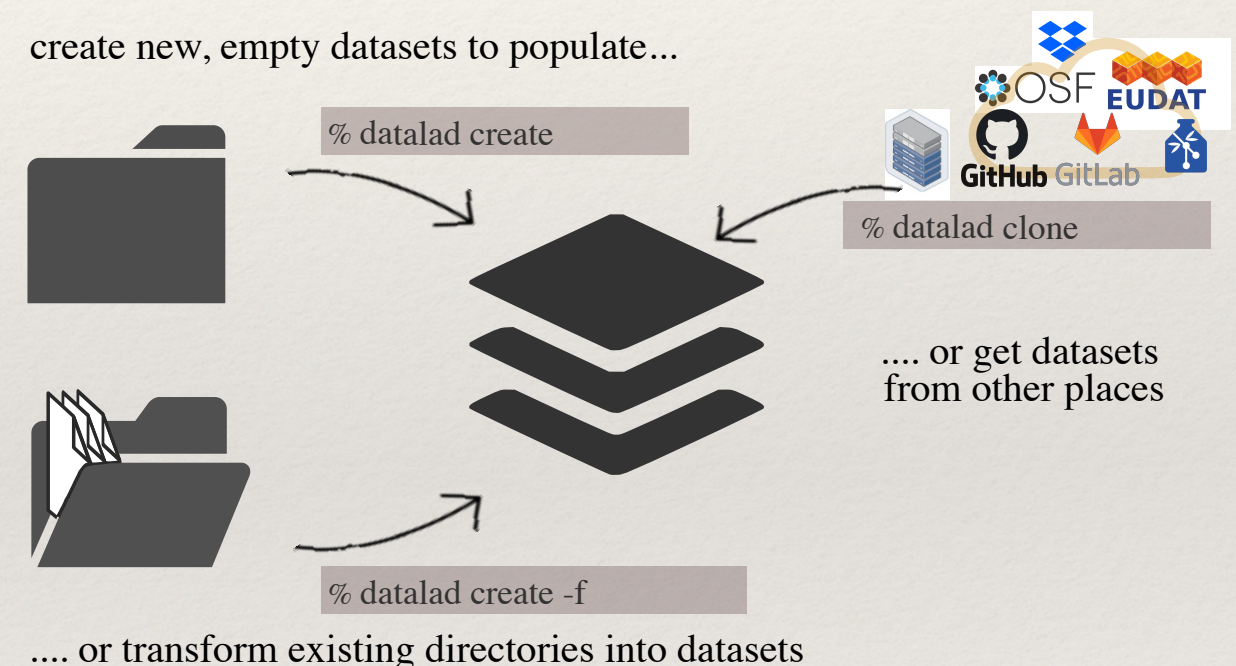 create new, empty datasets to populate...
% datalad create
OSF
EUDAT
GitHub GitLab
% datalad clone
.... or get datasets
from other places
% datalad create -f
.... or transform existing directories into datasets